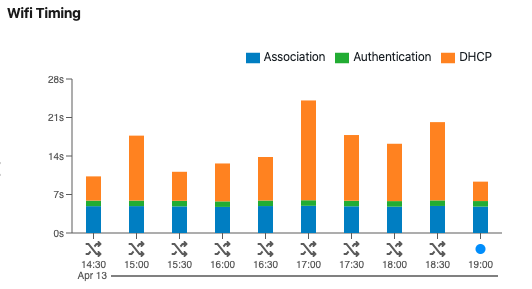 Wifi Timing
Association Authentication DHCP
28s
21s
14s
7s
0s
14:30 15:00 15:30 16:00 16:30 17:00 17:30 18:00 18:30 19:00
Apr 13